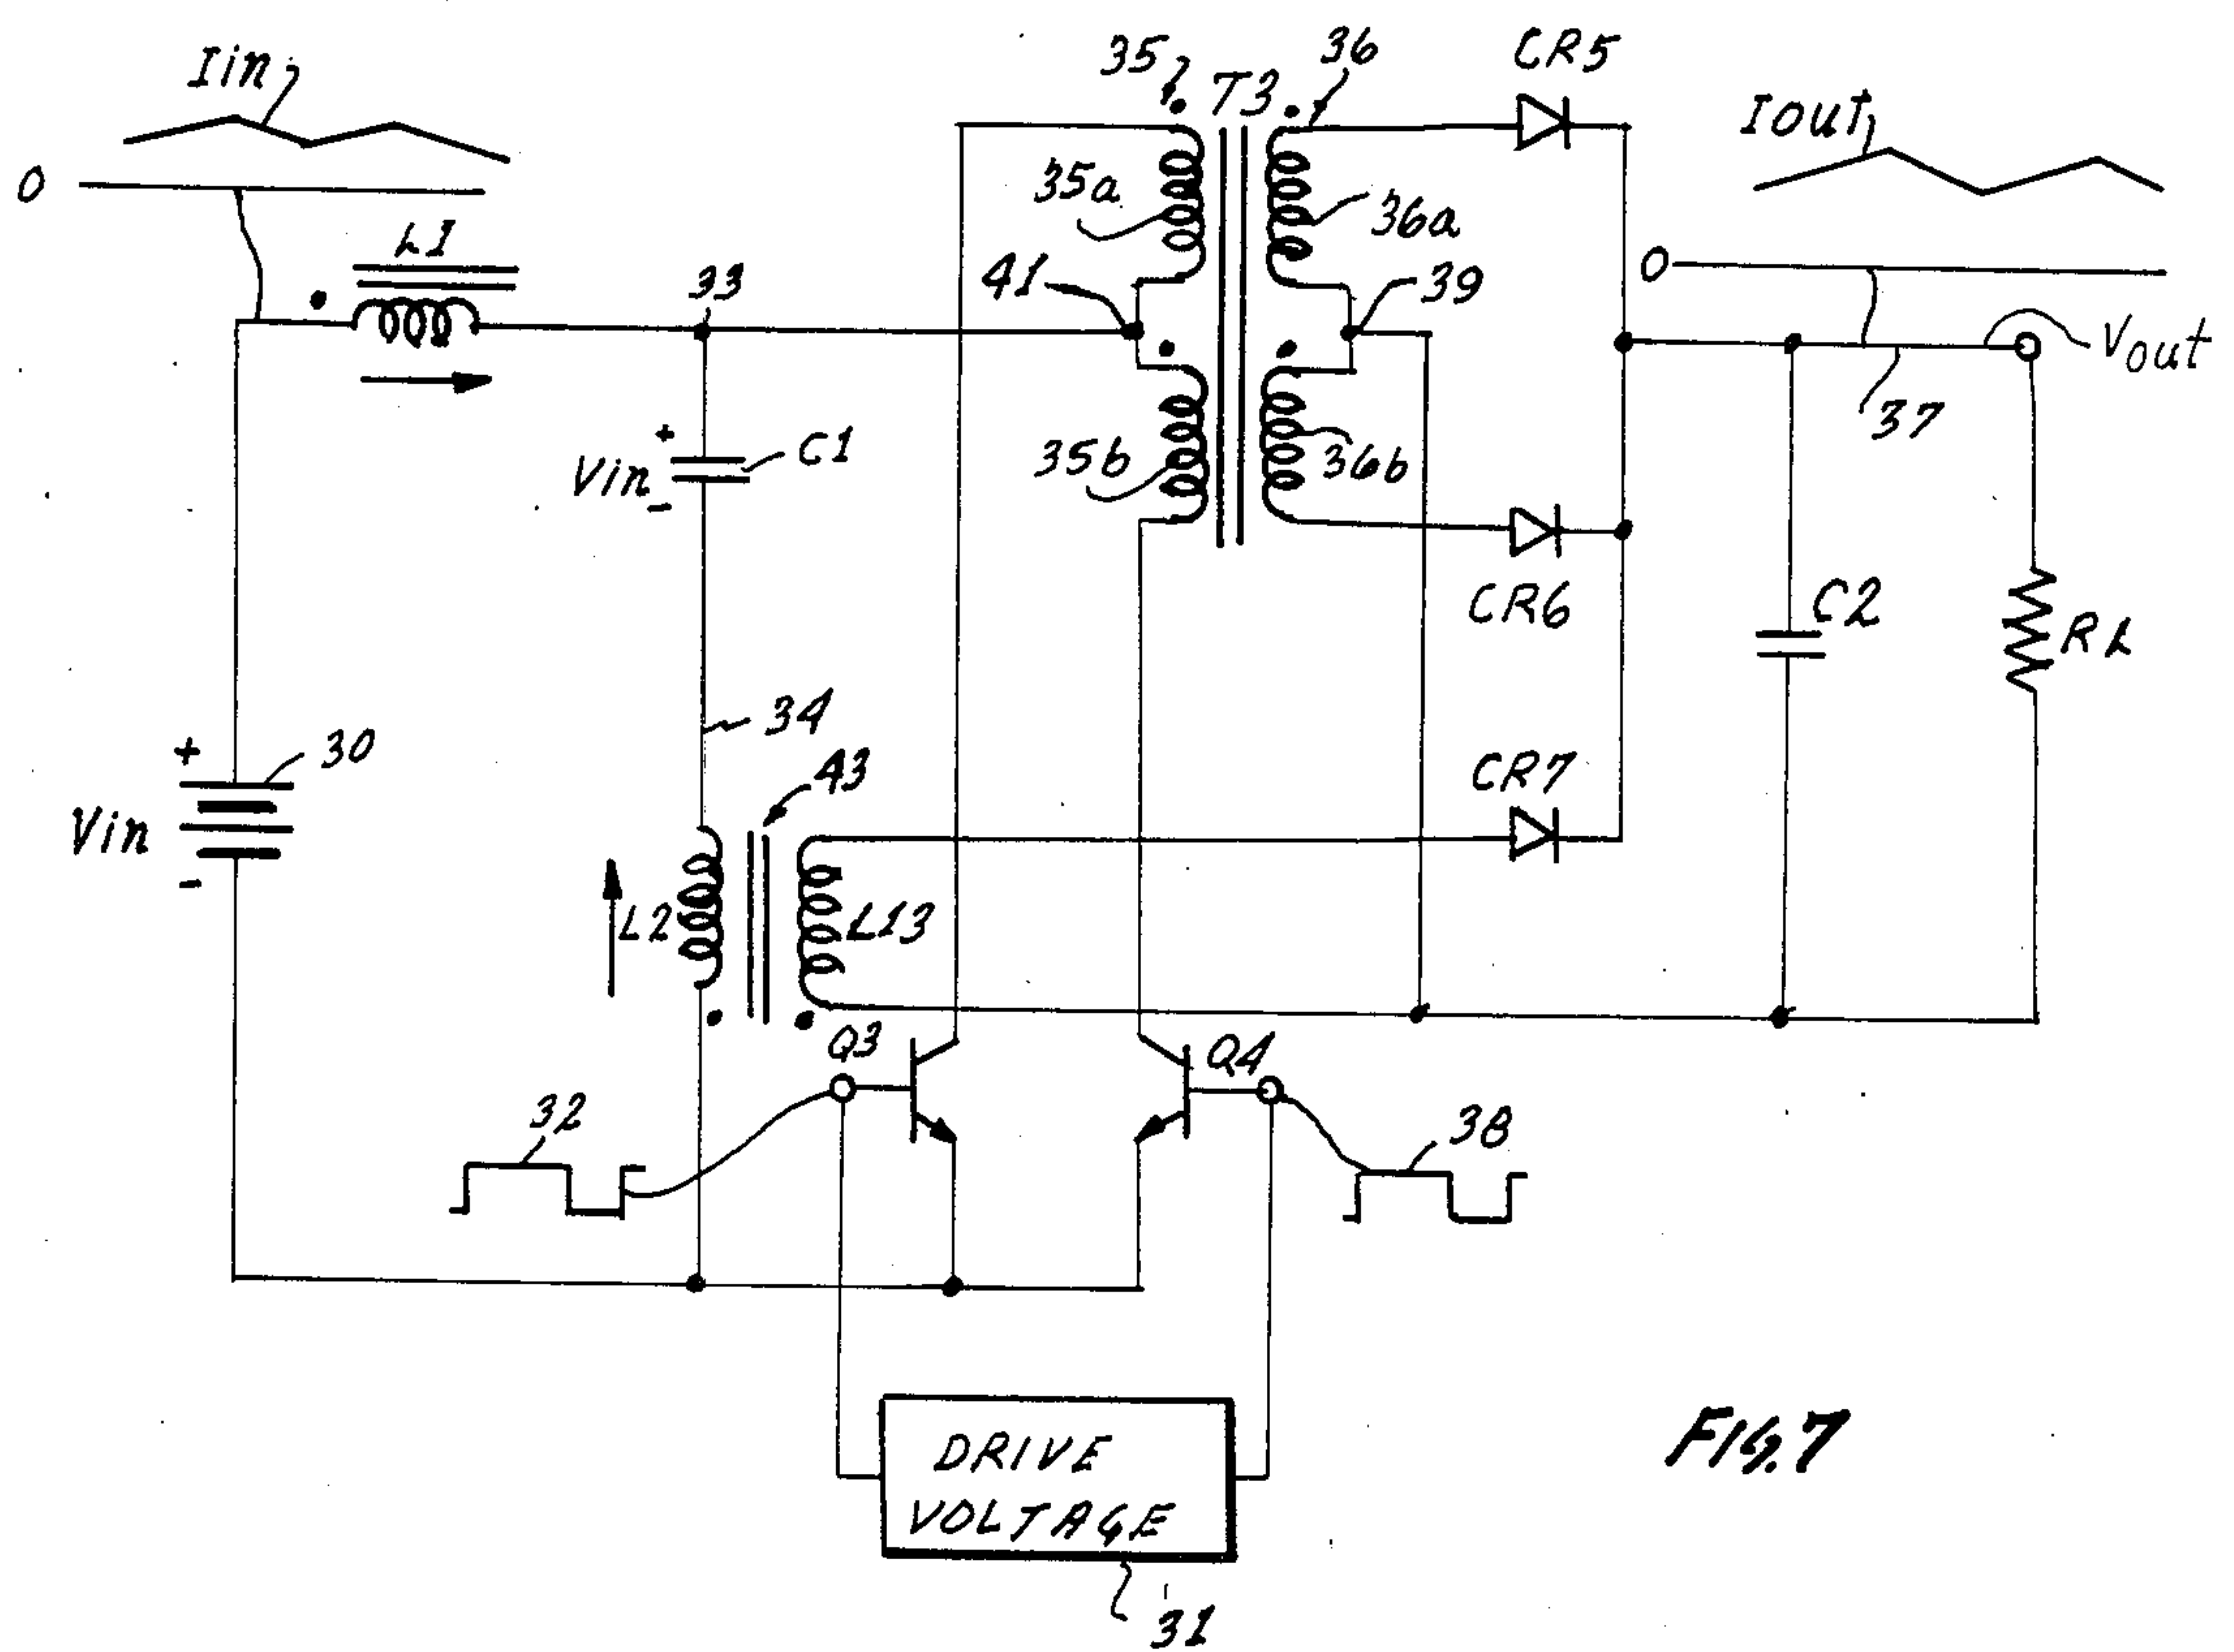 Iin
35
T3
36
CR5
Iout
0
35a
36a
L1
33
41
39
0
Vout
+
Vin
-
C1
35b
36b
37
CR6
C2
RL
34
43
+
30
Vin
-
CR7
L2
L13
Q3
Q4
32
38
DRIVE
VOLTAGE
31
FIG.7